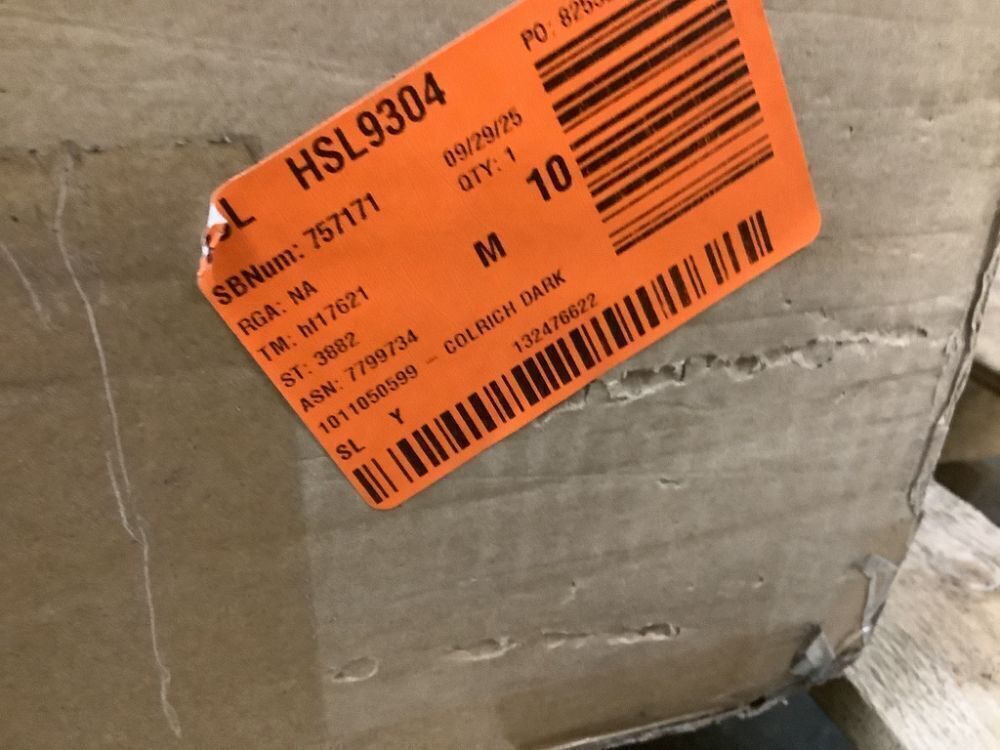 HSL9304
SL
SBNum: 757171
09/29/25
QTY: 1
10
RGA: NA
M
TM: hf17621
ST: 3882
ASN: 7799734
1011050599 _ COLRICH DARK
SL Y
132476622
PO: